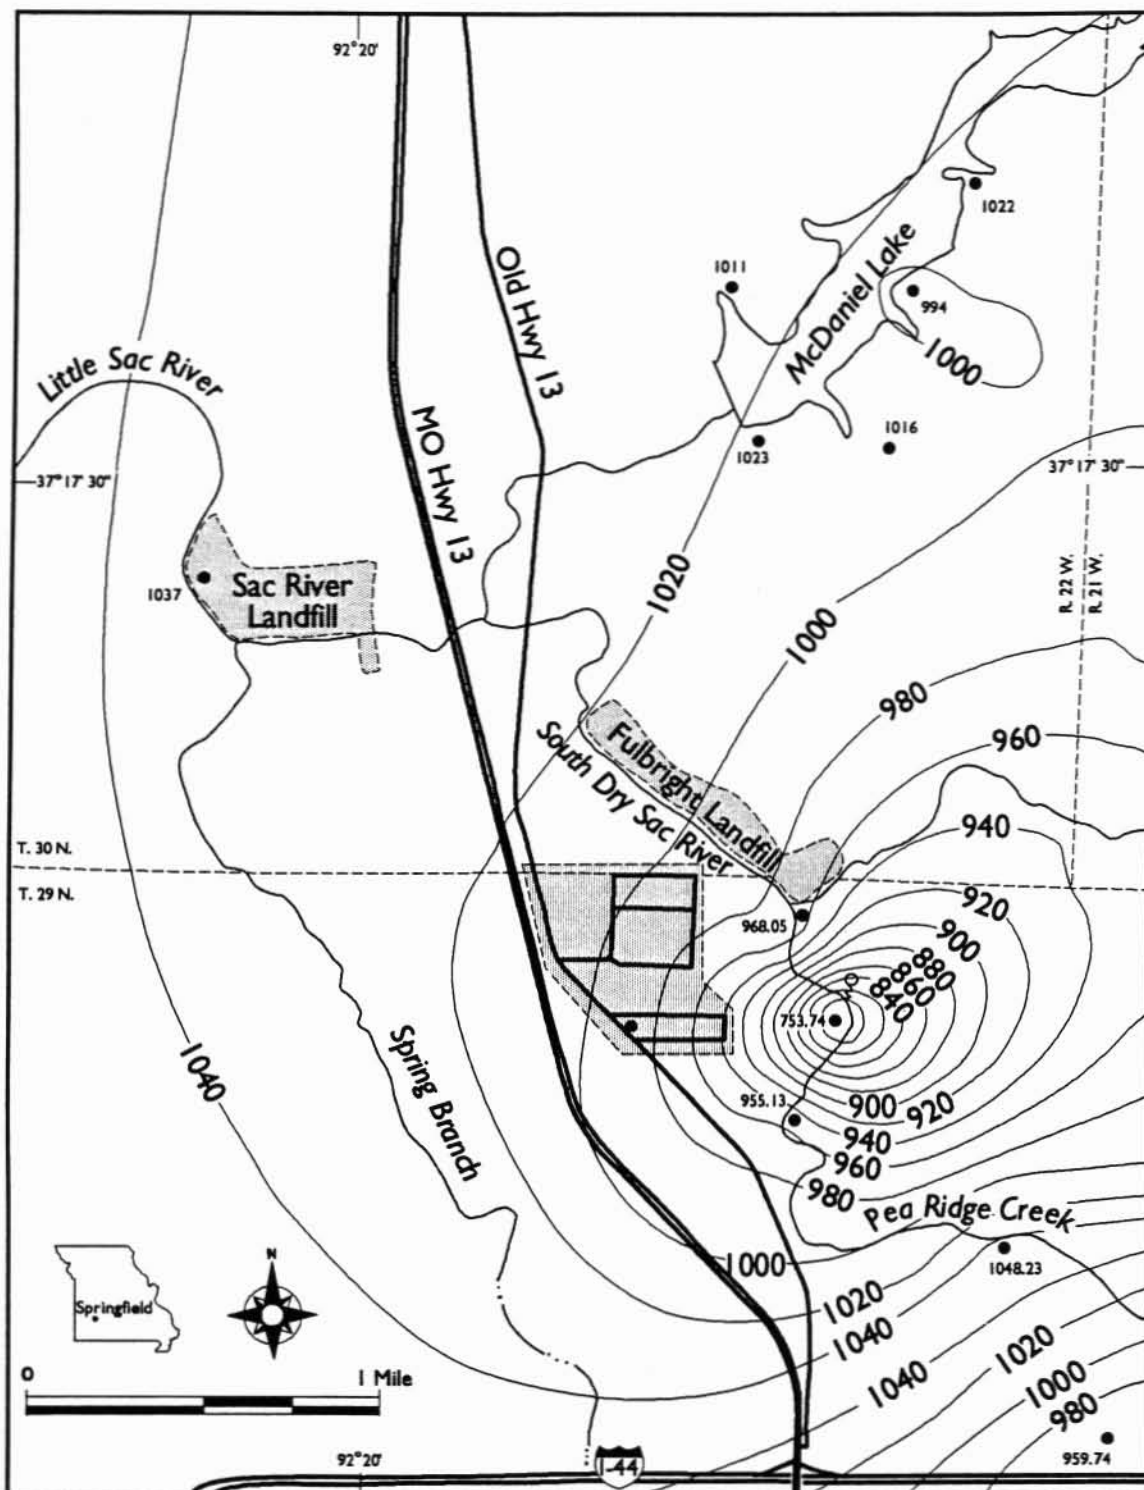 92°20'
1022
McDaniel Lake
1011
994
1000
Old Hwy 13
Little Sac River
MO Hwy 13
1023
1016
37°17'30"
37°17'30"
R. 22 W.
R. 21 W.
1020
1000
1037
Sac River
Landfill
980
960
Fulbright Landfill
South Dry Sac River
940
T. 30 N.
T. 29 N.
920
900
880
860
840
968.05
753.74
1040
Spring Branch
955.13
900
920
940
960
980
Pea Ridge Creek
1048.23
1000
1020
1040
1040
1020
1000
980
959.74
N
Springfield
0
1 Mile
92°20'
I-44